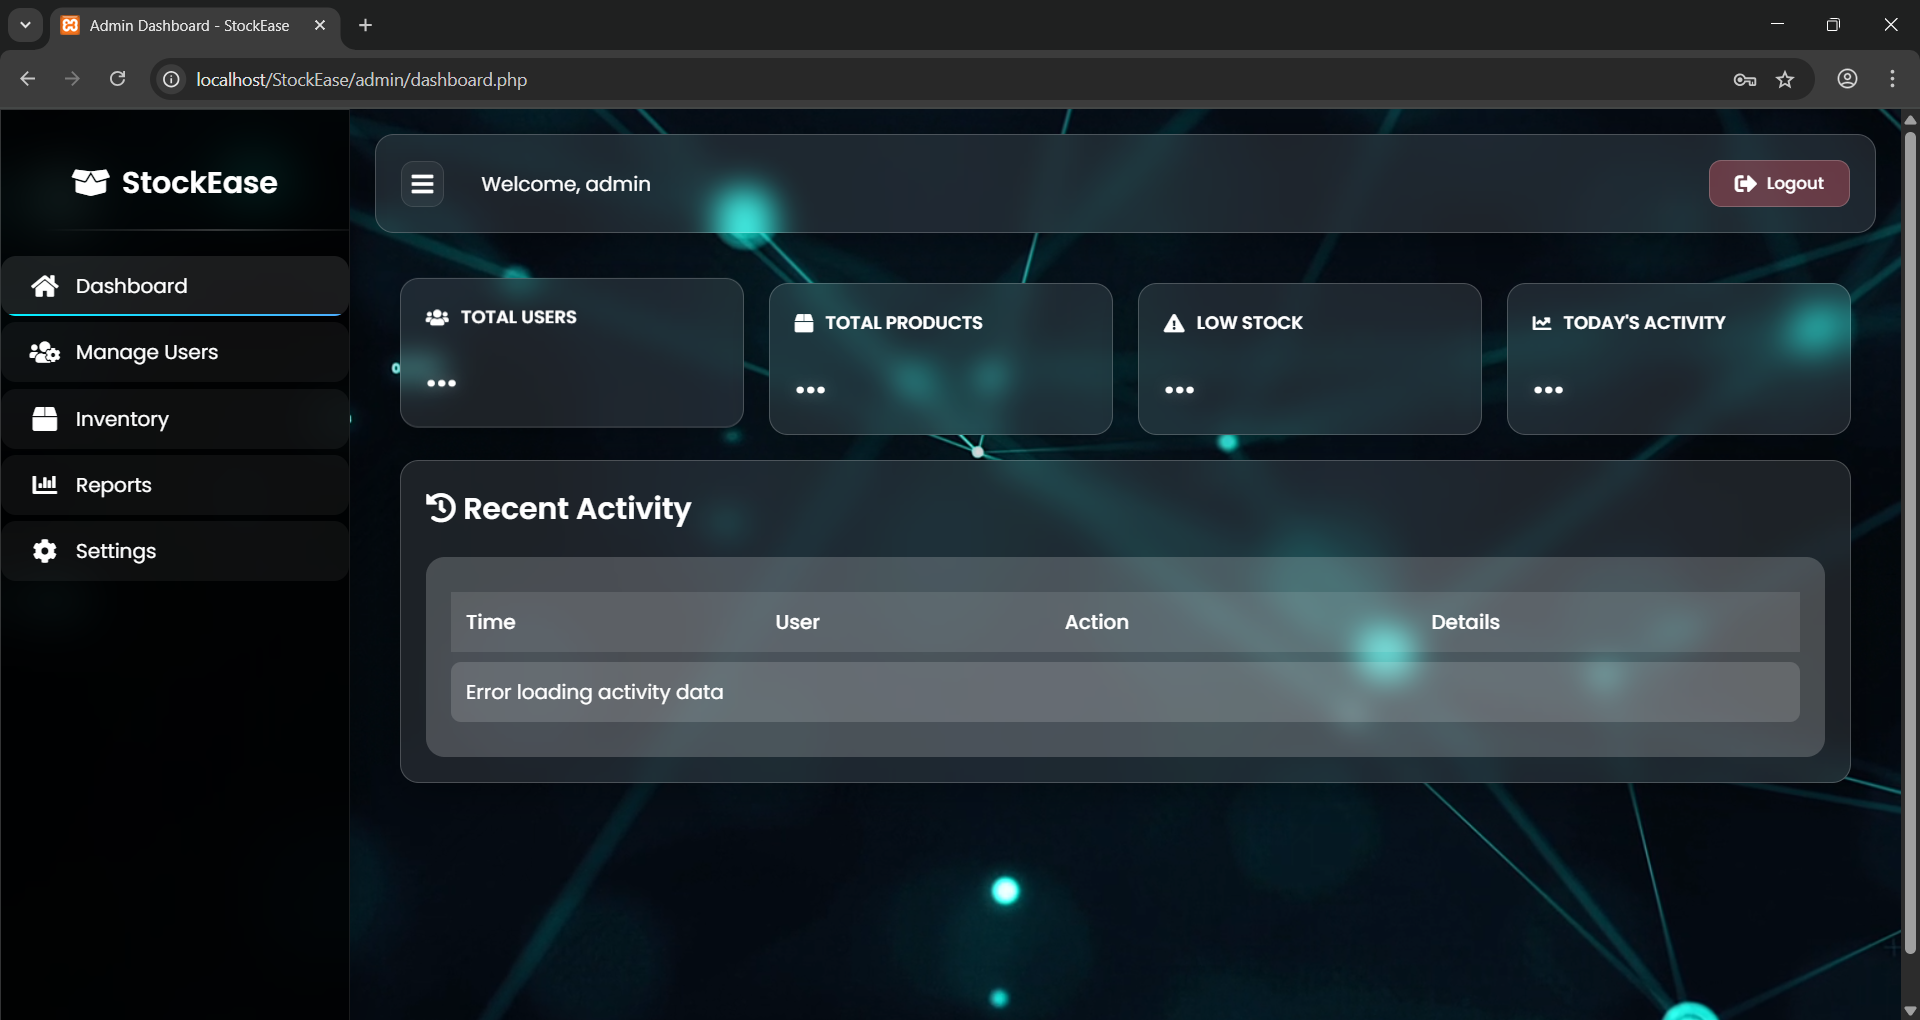 Admin Dashboard - StockEase
localhost/StockEase/admin/dashboard.php
StockEase
Dashboard
Manage Users
Inventory
Reports
Settings
Welcome, admin
Logout
TOTAL USERS
...
TOTAL PRODUCTS
...
LOW STOCK
...
TODAY'S ACTIVITY
...
Recent Activity
Time User Action Details
Error loading activity data